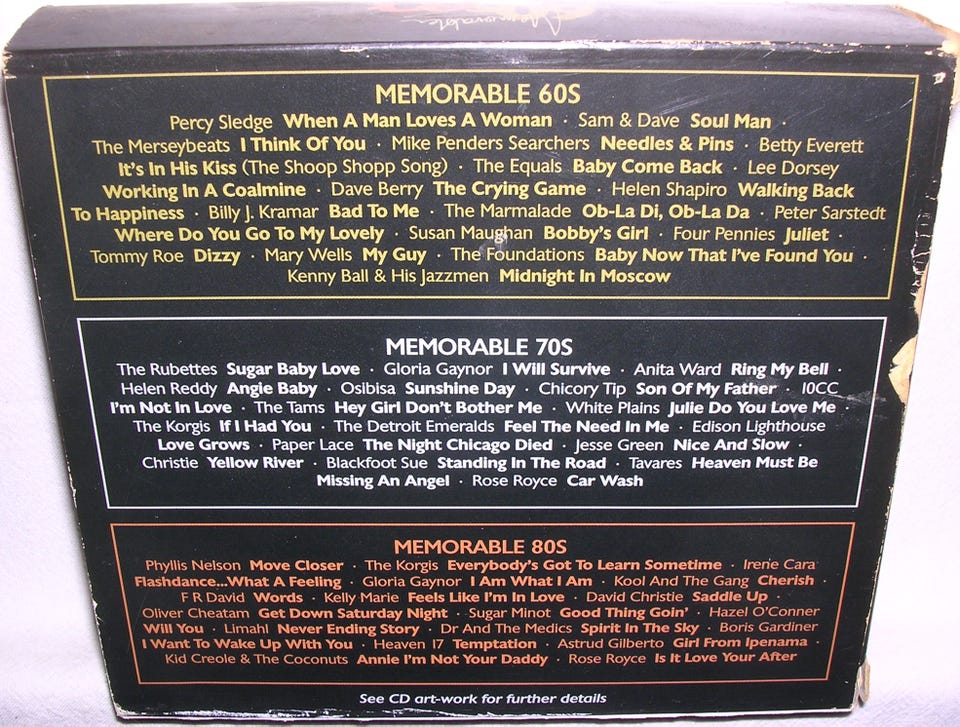 Memorable
MEMORABLE 60S
Percy Sledge When A Man Loves A Woman · Sam & Dave Soul Man ·
The Merseybeats I Think Of You · Mike Penders Searchers Needles & Pins · Betty Everett
It's In His Kiss (The Shoop Shopp Song) · The Equals Baby Come Back · Lee Dorsey
Working In A Coalmine · Dave Berry The Crying Game · Helen Shapiro Walking Back
To Happiness · Billy J. Kramar Bad To Me · The Marmalade Ob-La Di, Ob-La Da · Peter Sarstedt
Where Do You Go To My Lovely · Susan Maughan Bobby's Girl · Four Pennies Juliet ·
Tommy Roe Dizzy · Mary Wells My Guy · The Foundations Baby Now That I've Found You ·
Kenny Ball & His Jazzmen Midnight In Moscow
MEMORABLE 70S
The Rubettes Sugar Baby Love · Gloria Gaynor I Will Survive · Anita Ward Ring My Bell ·
Helen Reddy Angie Baby · Osibisa Sunshine Day · Chicory Tip Son Of My Father · 10CC
I'm Not In Love · The Tams Hey Girl Don't Bother Me · White Plains Julie Do You Love Me ·
The Korgis If I Had You · The Detroit Emeralds Feel The Need In Me · Edison Lighthouse
Love Grows · Paper Lace The Night Chicago Died · Jesse Green Nice And Slow ·
Christie Yellow River · Blackfoot Sue Standing In The Road · Tavares Heaven Must Be
Missing An Angel · Rose Royce Car Wash
MEMORABLE 80S
Phyllis Nelson Move Closer · The Korgis Everybody's Got To Learn Sometime · Irene Cara
Flashdance...What A Feeling · Gloria Gaynor I Am What I Am · Kool And The Gang Cherish ·
F R David Words · Kelly Marie Feels Like I'm In Love · David Christie Saddle Up ·
Oliver Cheatam Get Down Saturday Night · Sugar Minot Good Thing Goin' · Hazel O'Conner
Will You · Limahl Never Ending Story · Dr And The Medics Spirit In The Sky · Boris Gardiner
I Want To Wake Up With You · Heaven 17 Temptation · Astrud Gilberto Girl From Ipenama ·
Kid Creole & The Coconuts Annie I'm Not Your Daddy · Rose Royce Is It Love Your After
See CD art-work for further details